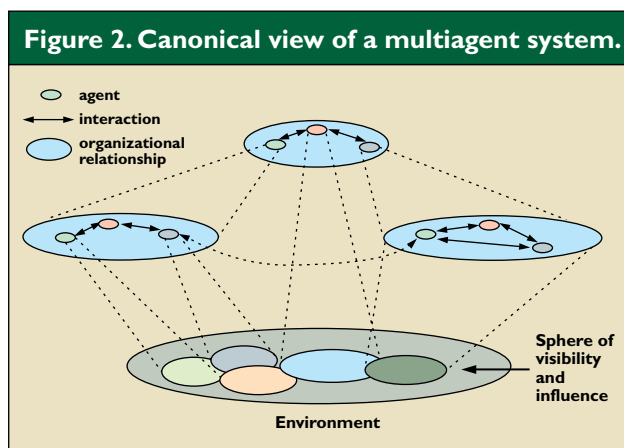 Figure 2. Canonical view of a multiagent system.
agent
interaction
organizational
relationship
Sphere of
visibility
and
influence
Environment